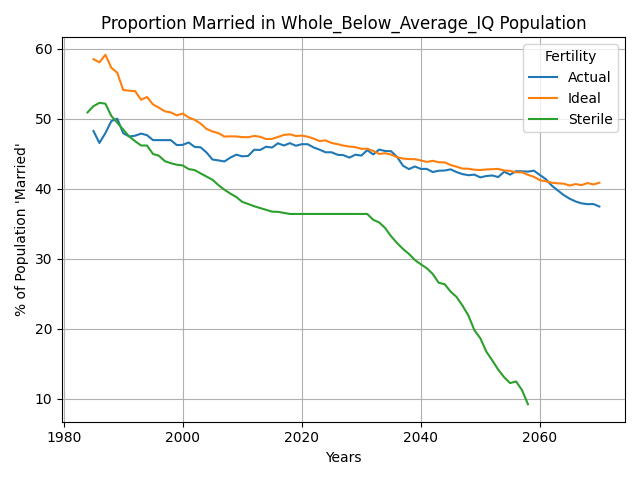 Proportion Married in Whole_Below_Average_IQ Population
% of Population 'Married'
60
50
40
30
20
10
Fertility
Actual
Ideal
Sterile
1980
2000
2020
2040
2060
Years